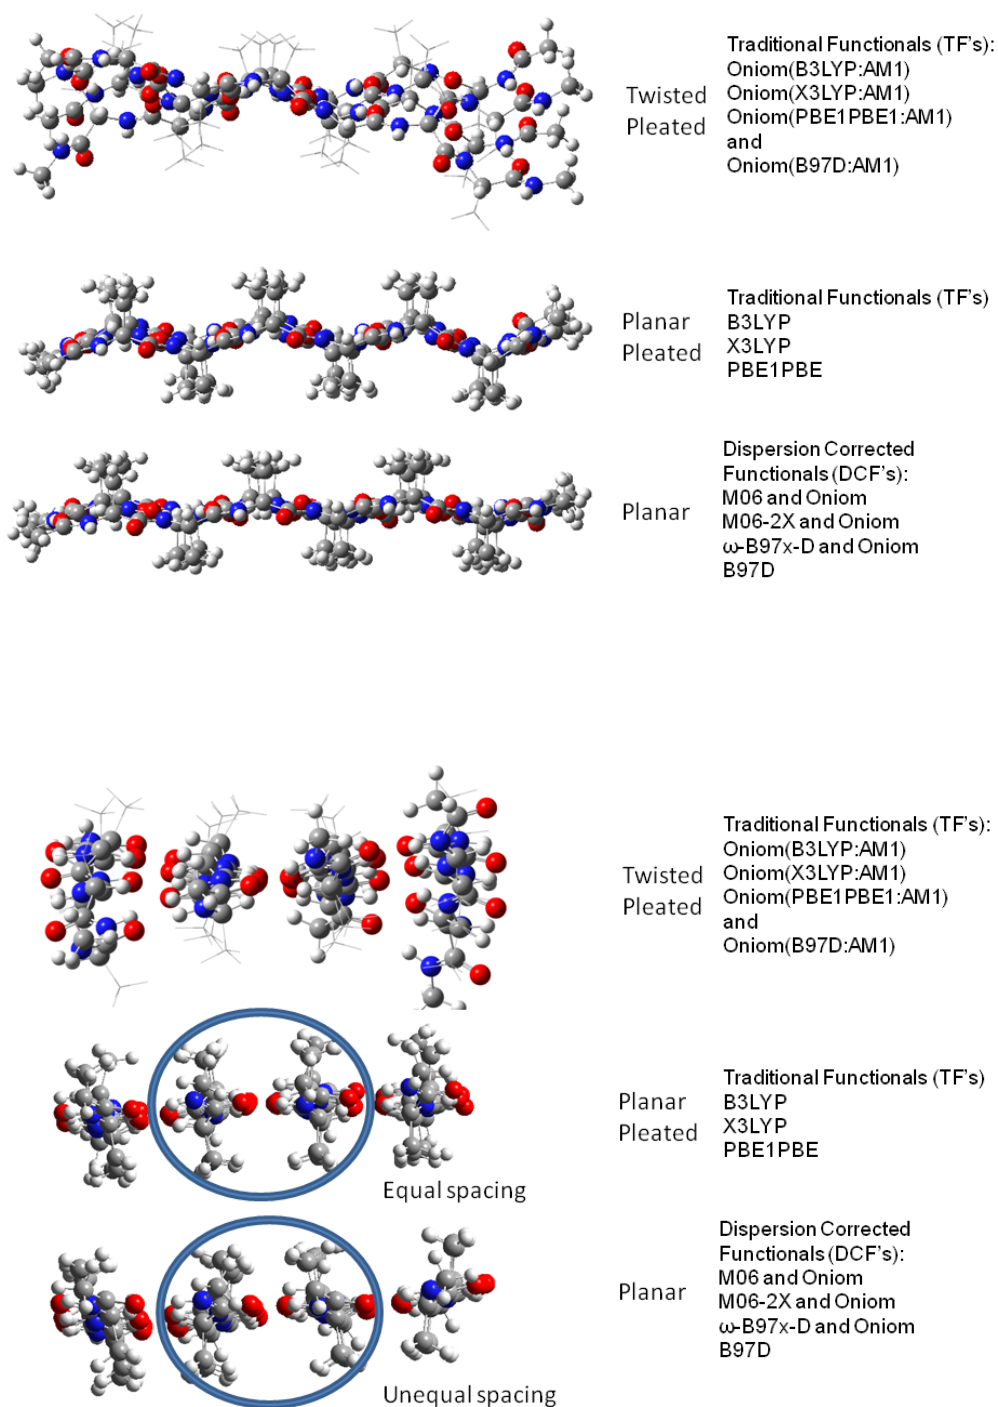 Twisted
Pleated
Traditional Functionals (TF's):
Oniom(B3LYP:AM1)
Oniom(X3LYP:AM1)
Oniom(PBE1PBE1:AM1)
and
Oniom(B97D:AM1)
Planar
Pleated
Traditional Functionals (TF's)
B3LYP
X3LYP
PBE1PBE
Planar
Dispersion Corrected
Functionals (DCF's):
M06 and Oniom
M06-2X and Oniom
ω-B97x-D and Oniom
B97D
Twisted
Pleated
Traditional Functionals (TF's):
Oniom(B3LYP:AM1)
Oniom(X3LYP:AM1)
Oniom(PBE1PBE1:AM1)
and
Oniom(B97D:AM1)
Planar
Pleated
Traditional Functionals (TF's)
B3LYP
X3LYP
PBE1PBE
Equal spacing
Planar
Dispersion Corrected
Functionals (DCF's):
M06 and Oniom
M06-2X and Oniom
ω-B97x-D and Oniom
B97D
Unequal spacing